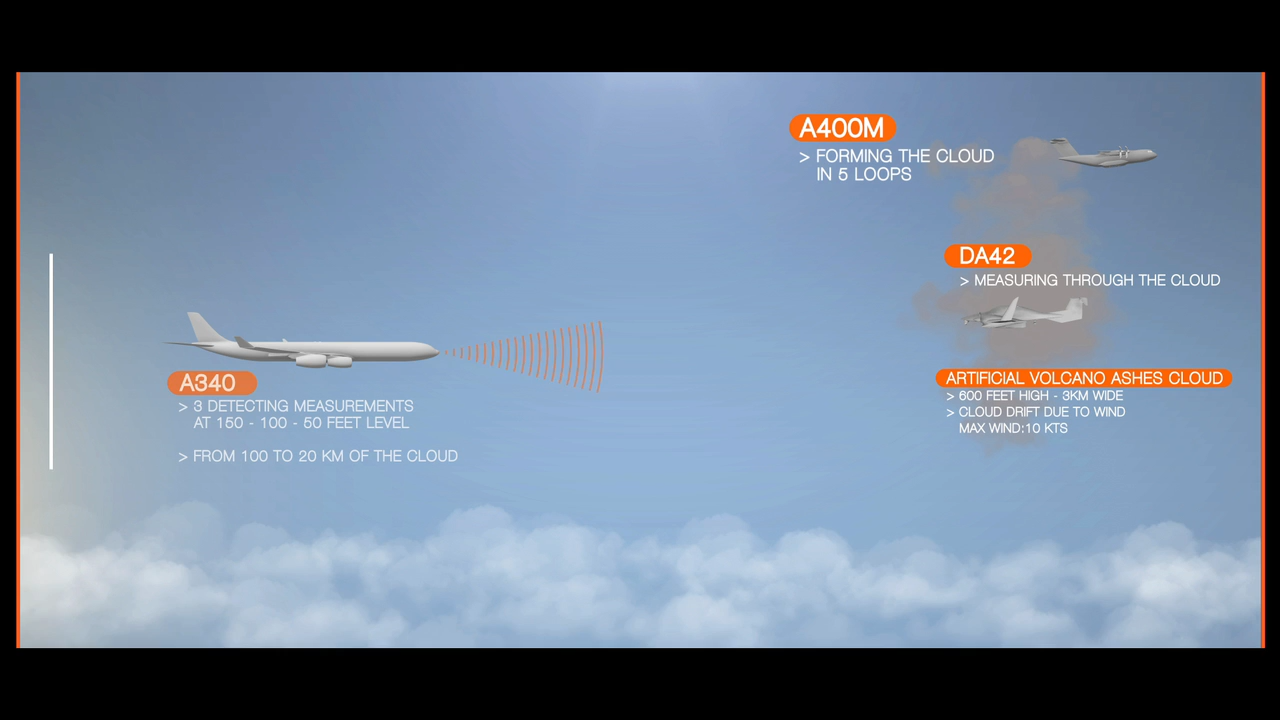 A400M
> FORMING THE CLOUD
IN 5 LOOPS
DA42
> MEASURING THROUGH THE CLOUD
A340
> 3 DETECTING MEASUREMENTS
AT 150 - 100 - 50 FEET LEVEL
> FROM 100 TO 20 KM OF THE CLOUD
ARTIFICIAL VOLCANO ASHES CLOUD
> 600 FEET HIGH - 3KM WIDE
> CLOUD DRIFT DUE TO WIND
MAX WIND:10 KTS